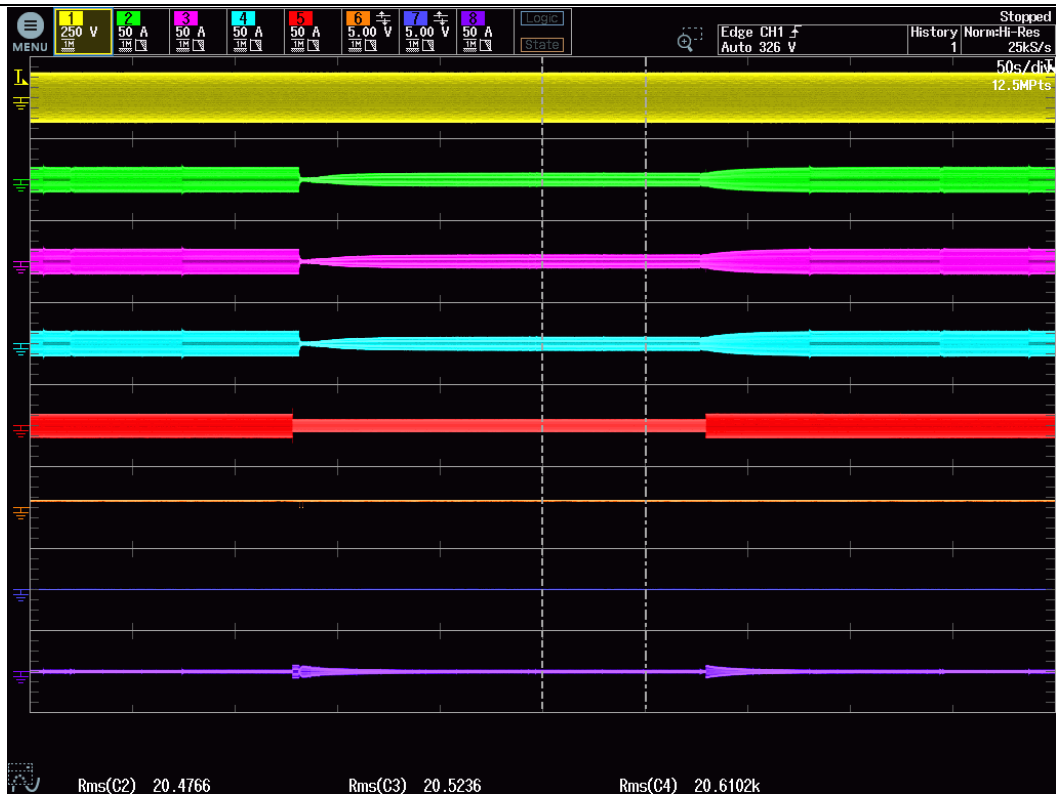 MENU
1 2 3 4 5 6 7 8 Logic Stopped
250 V 50 A 50 A 50 A 50 A 5.00 V 5.00 V 50 A Edge CH1 History Norm:Hi-Res
1M 1M 1M 1M 1M 1M 1M 1M State Auto 326 V 1 25kS/s
T 50s/div
12.5MPts
Rms(C2) 20.4766 Rms(C3) 20.5236 Rms(C4) 20.6102k